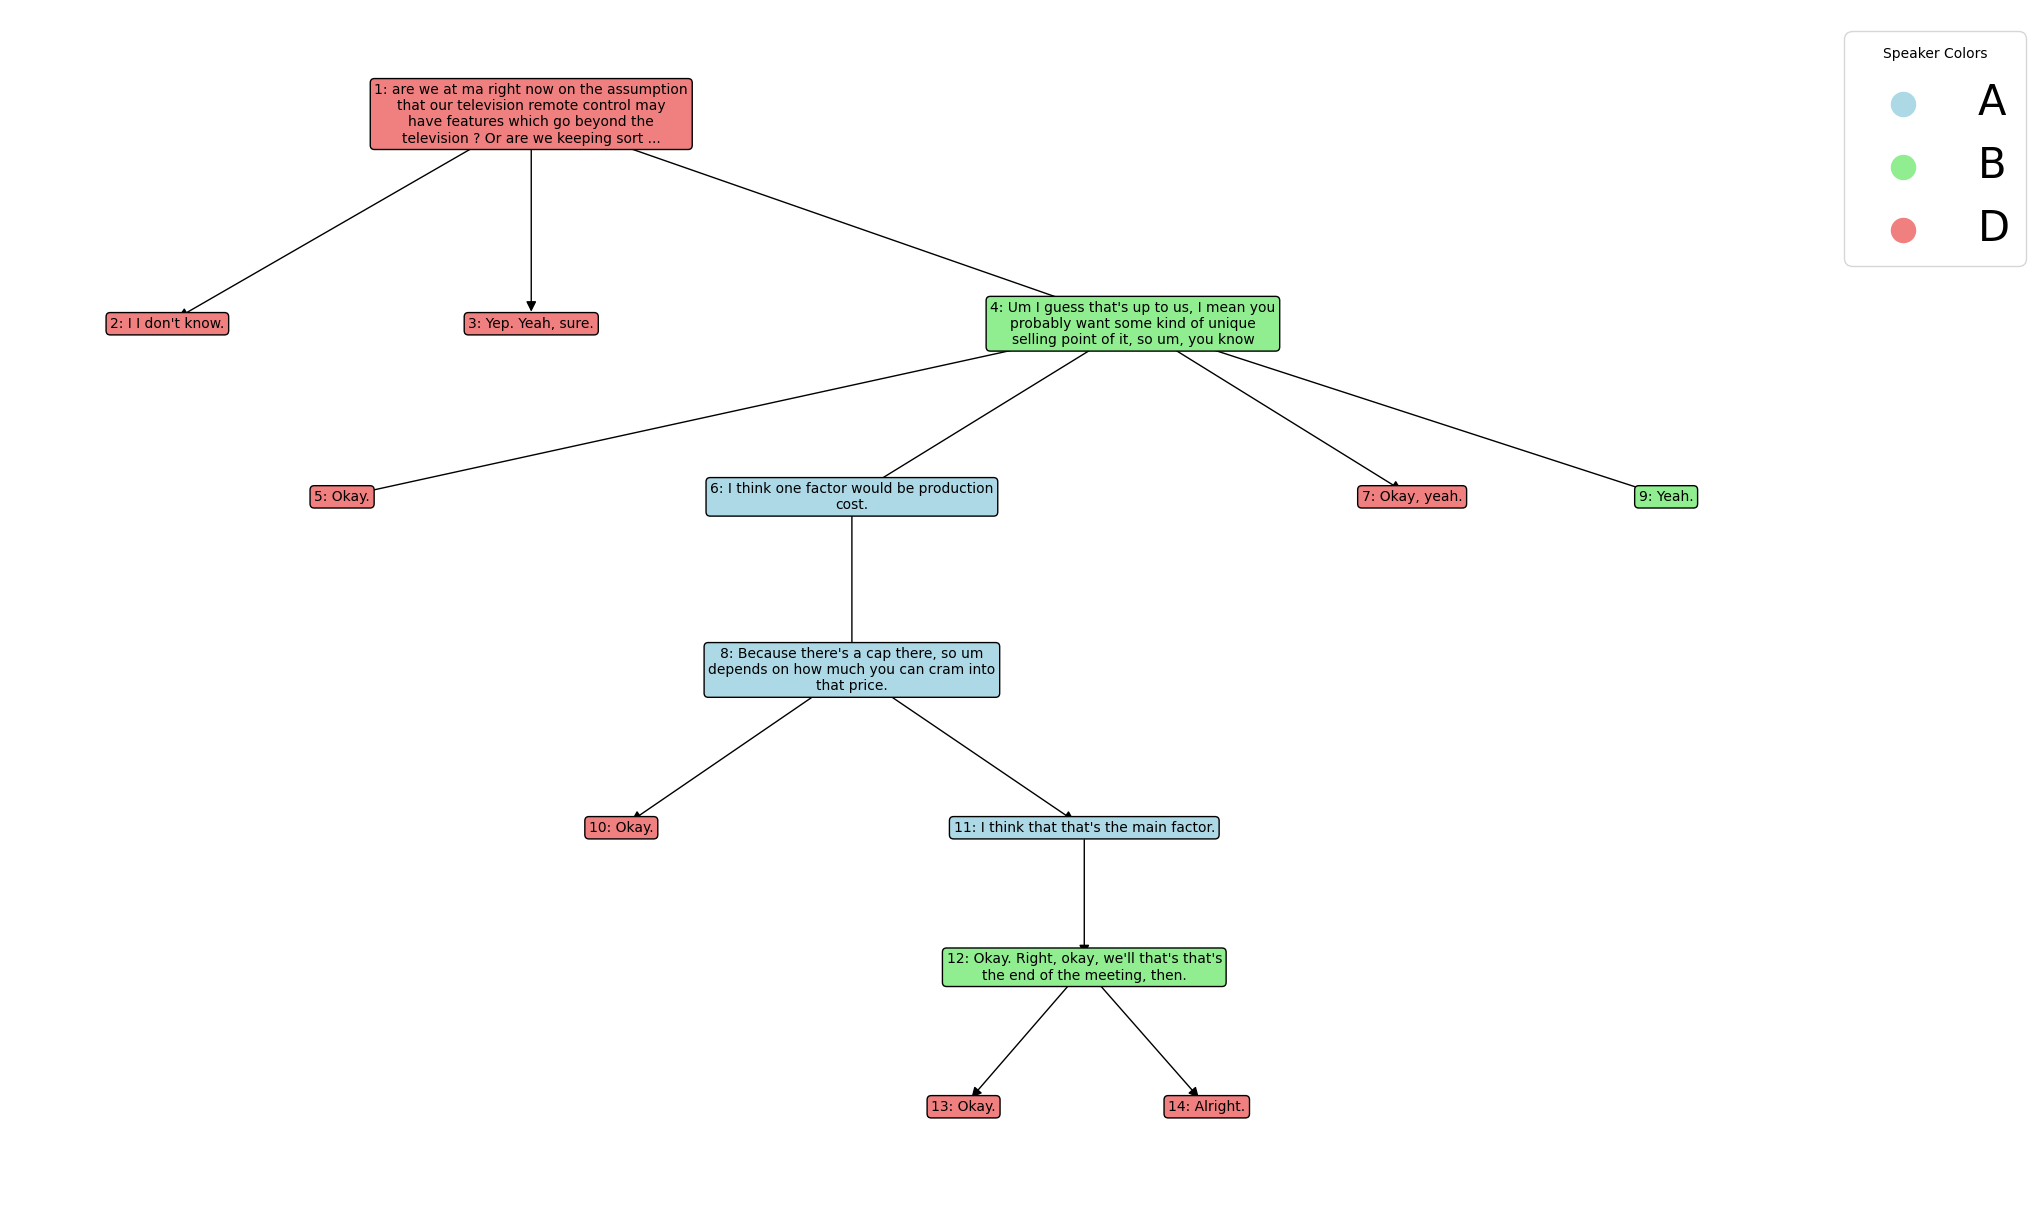 1: are we at ma right now on the assumption
that our television remote control may
have features which go beyond the
television ? Or are we keeping sort ...
Speaker Colors
A
B
D
2: I I don't know.
3: Yep. Yeah, sure.
4: Um I guess that's up to us, I mean you
probably want some kind of unique
selling point of it, so um, you know
5: Okay.
6: I think one factor would be production
cost.
7: Okay, yeah.
9: Yeah.
8: Because there's a cap there, so um
depends on how much you can cram into
that price.
10: Okay.
11: I think that that's the main factor.
12: Okay. Right, okay, we'll that's that's
the end of the meeting, then.
13: Okay.
14: Alright.